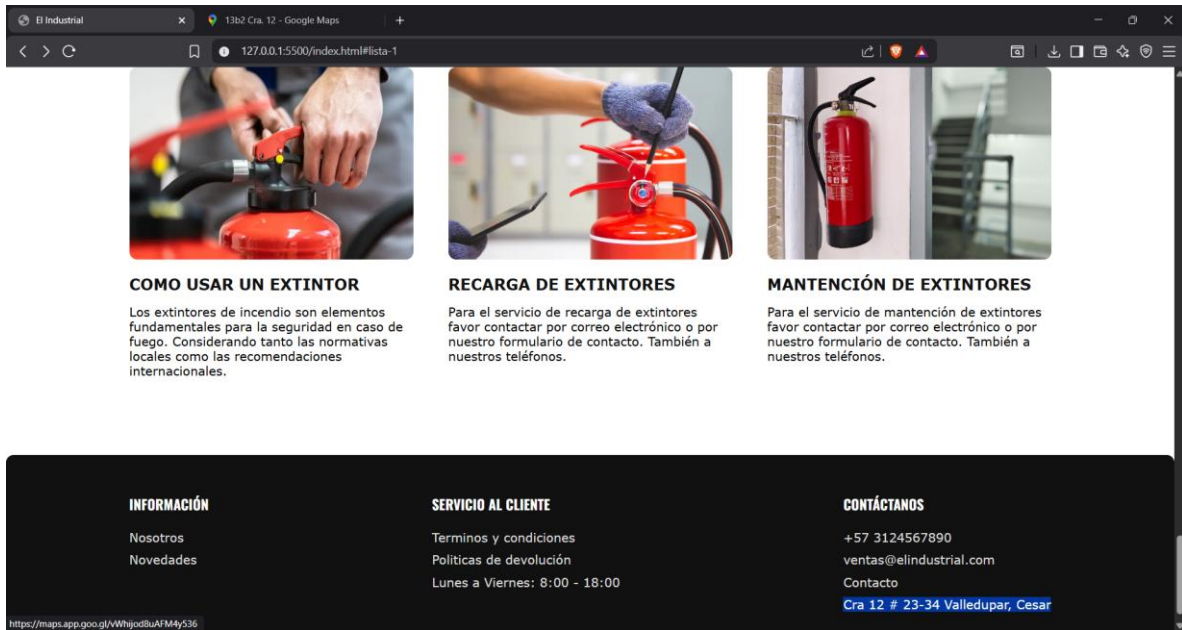 El Industrial
13b2 Cra. 12 - Google Maps
127.0.0.1:5500/index.html#lista-1
COMO USAR UN EXTINTOR
Los extintores de incendio son elementos
fundamentales para la seguridad en caso de
fuego. Considerando tanto las normativas
locales como las recomendaciones
internacionales.
RECARGA DE EXTINTORES
Para el servicio de recarga de extintores
favor contactar por correo electrónico o por
nuestro formulario de contacto. También a
nuestros teléfonos.
MANTENCIÓN DE EXTINTORES
Para el servicio de mantención de extintores
favor contactar por correo electrónico o por
nuestro formulario de contacto. También a
nuestros teléfonos.
INFORMACIÓN
Nosotros
Novedades
SERVICIO AL CLIENTE
Terminos y condiciones
Politicas de devolución
Lunes a Viernes: 8:00 - 18:00
CONTÁCTANOS
+57 3124567890
ventas@elindustrial.com
Contacto
Cra 12 # 23-34 Valledupar, Cesar
https://maps.app.goo.gl/vWhijod8uAFM4y536